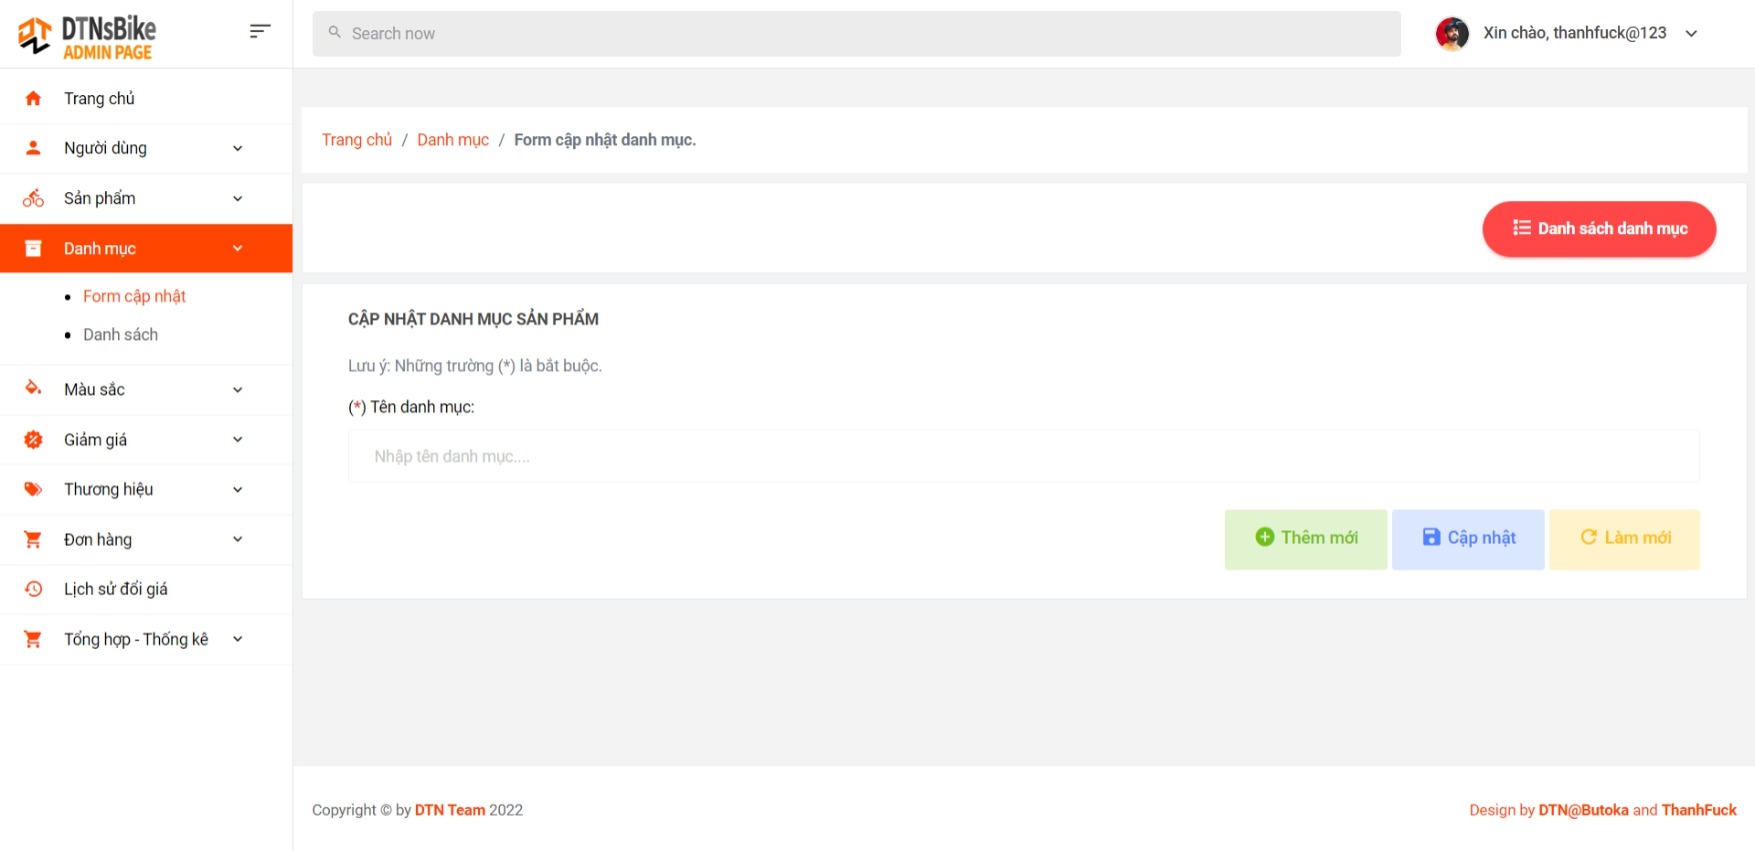 DTNsBike
ADMIN PAGE
Search now
Xin chào, thanhfuck@123
Trang chủ
Người dùng
Sản phẩm
Danh mục
Form cập nhật
Danh sách
Màu sắc
Giảm giá
Thương hiệu
Đơn hàng
Lịch sử đổi giá
Tổng hợp - Thống kê
Trang chủ / Danh mục / Form cập nhật danh mục.
Danh sách danh mục
CẬP NHẬT DANH MỤC SẢN PHẨM
Lưu ý: Những trường (*) là bắt buộc.
(*) Tên danh mục:
Nhập tên danh mục....
Thêm mới Cập nhật Làm mới
Copyright © by DTN Team 2022
Design by DTN@Butoka and ThanhFuck